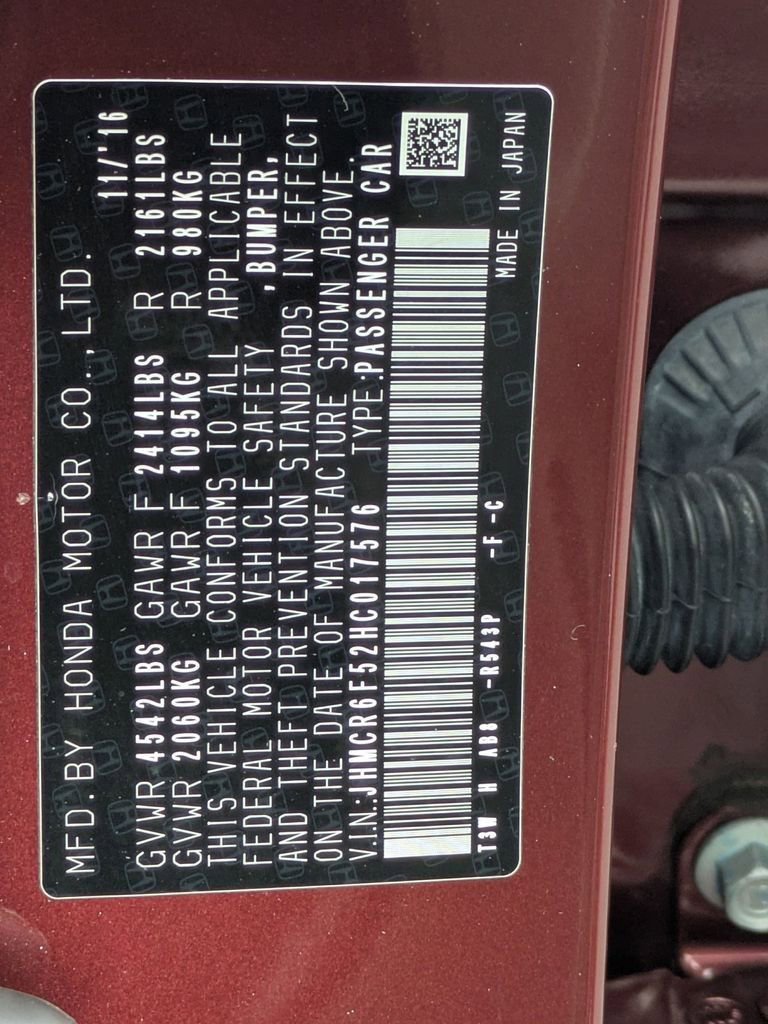 MFD. BY HONDA MOTOR CO., LTD. 11/'16
GVWR 4542LBS GAWR F 2414LBS R 2161LBS
GVWR 2060KG GAWR F 1095KG R 980KG
THIS VEHICLE CONFORMS TO ALL APPLICABLE
FEDERAL MOTOR VEHICLE SAFETY ,BUMPER,
AND THEFT PREVENTION STANDARDS IN EFFECT
ON THE DATE OF MANUFACTURE SHOWN ABOVE.
V.I.N:JHMCR6F52HC017576 TYPE:PASSENGER CAR
T3W H AB8 -R543P -F -C MADE IN JAPAN